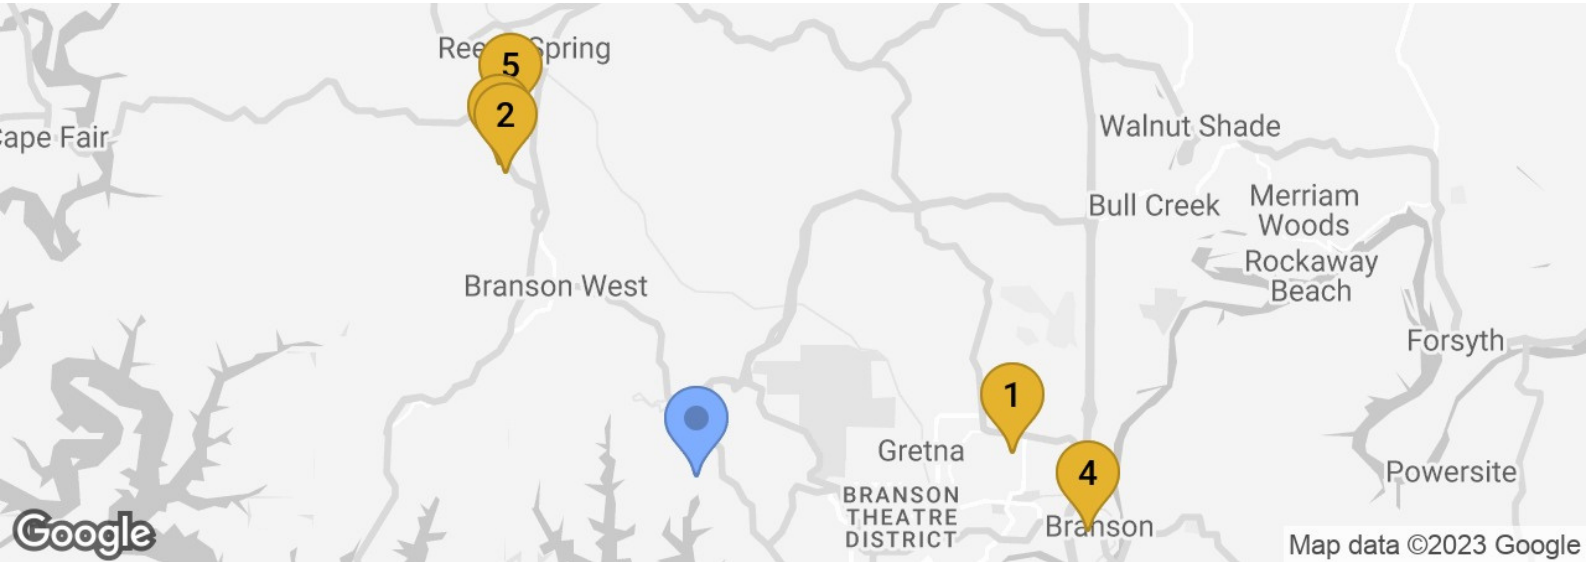 Reeds Spring
5
2
Cape Fair
Walnut Shade
Merriam
Woods
Bull Creek
Rockaway
Beach
Branson West
Forsyth
1
Gretna
4
Powersite
BRANSON
THEATRE
DISTRICT
Branson
Google
Map data ©2023 Google